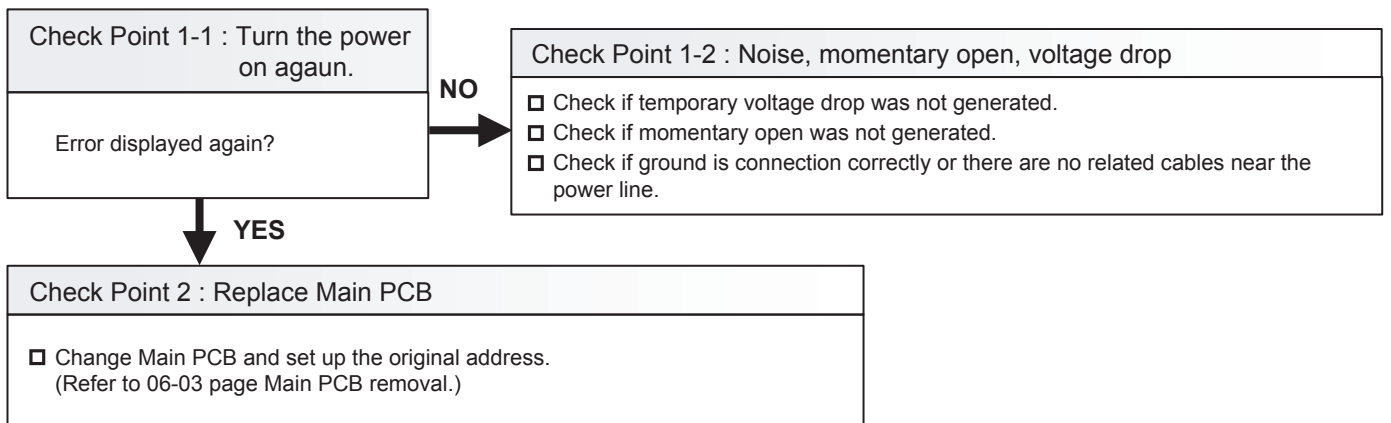 Check Point 1-1 : Turn the power
on agaun.
Error displayed again?
NO
Check Point 1-2 : Noise, momentary open, voltage drop
Check if temporary voltage drop was not generated.
Check if momentary open was not generated.
Check if ground is connection correctly or there are no related cables near the
power line.
YES
Check Point 2 : Replace Main PCB
Change Main PCB and set up the original address.
(Refer to 06-03 page Main PCB removal.)